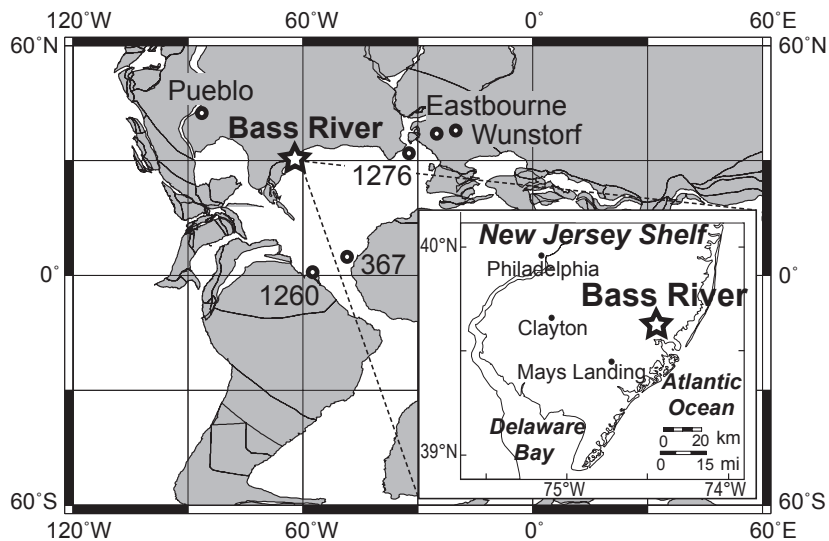 120°W 60°W 0° 60°E
60°N 60°N
Pueblo
Eastbourne
Bass River
Wunstorf
1276
New Jersey Shelf
40°N
Philadelphia
367
0° 0°
1260
Bass River
Clayton
Mays Landing
Atlantic
Ocean
Delaware
Bay
0 20 km
0 15 mi
39°N
75°W 74°W
60°S 60°S
120°W 60°W 0° 60°E